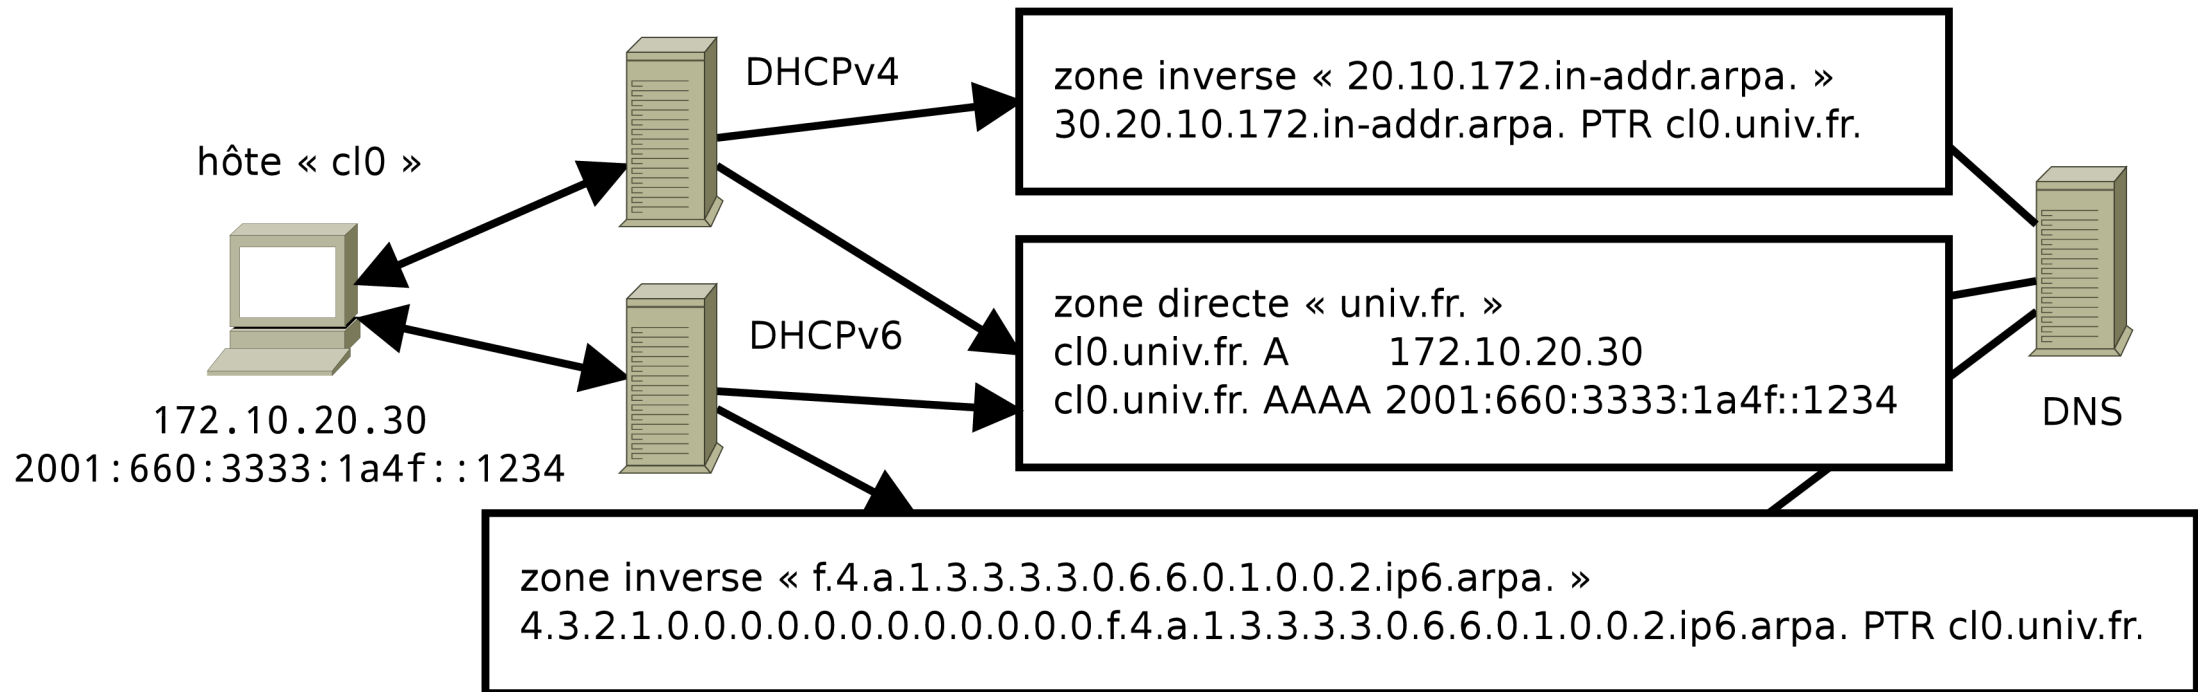 DHCPv4
zone inverse « 20.10.172.in-addr.arpa. »
30.20.10.172.in-addr.arpa. PTR cl0.univ.fr.
hôte « cl0 »
172.10.20.30
2001:660:3333:1a4f::1234
DHCPv6
zone directe « univ.fr. »
cl0.univ.fr. A 172.10.20.30
cl0.univ.fr. AAAA 2001:660:3333:1a4f::1234
DNS
zone inverse « f.4.a.1.3.3.3.3.0.6.6.0.1.0.0.2.ip6.arpa. »
4.3.2.1.0.0.0.0.0.0.0.0.0.0.0.0.f.4.a.1.3.3.3.3.0.6.6.0.1.0.0.2.ip6.arpa. PTR cl0.univ.fr.